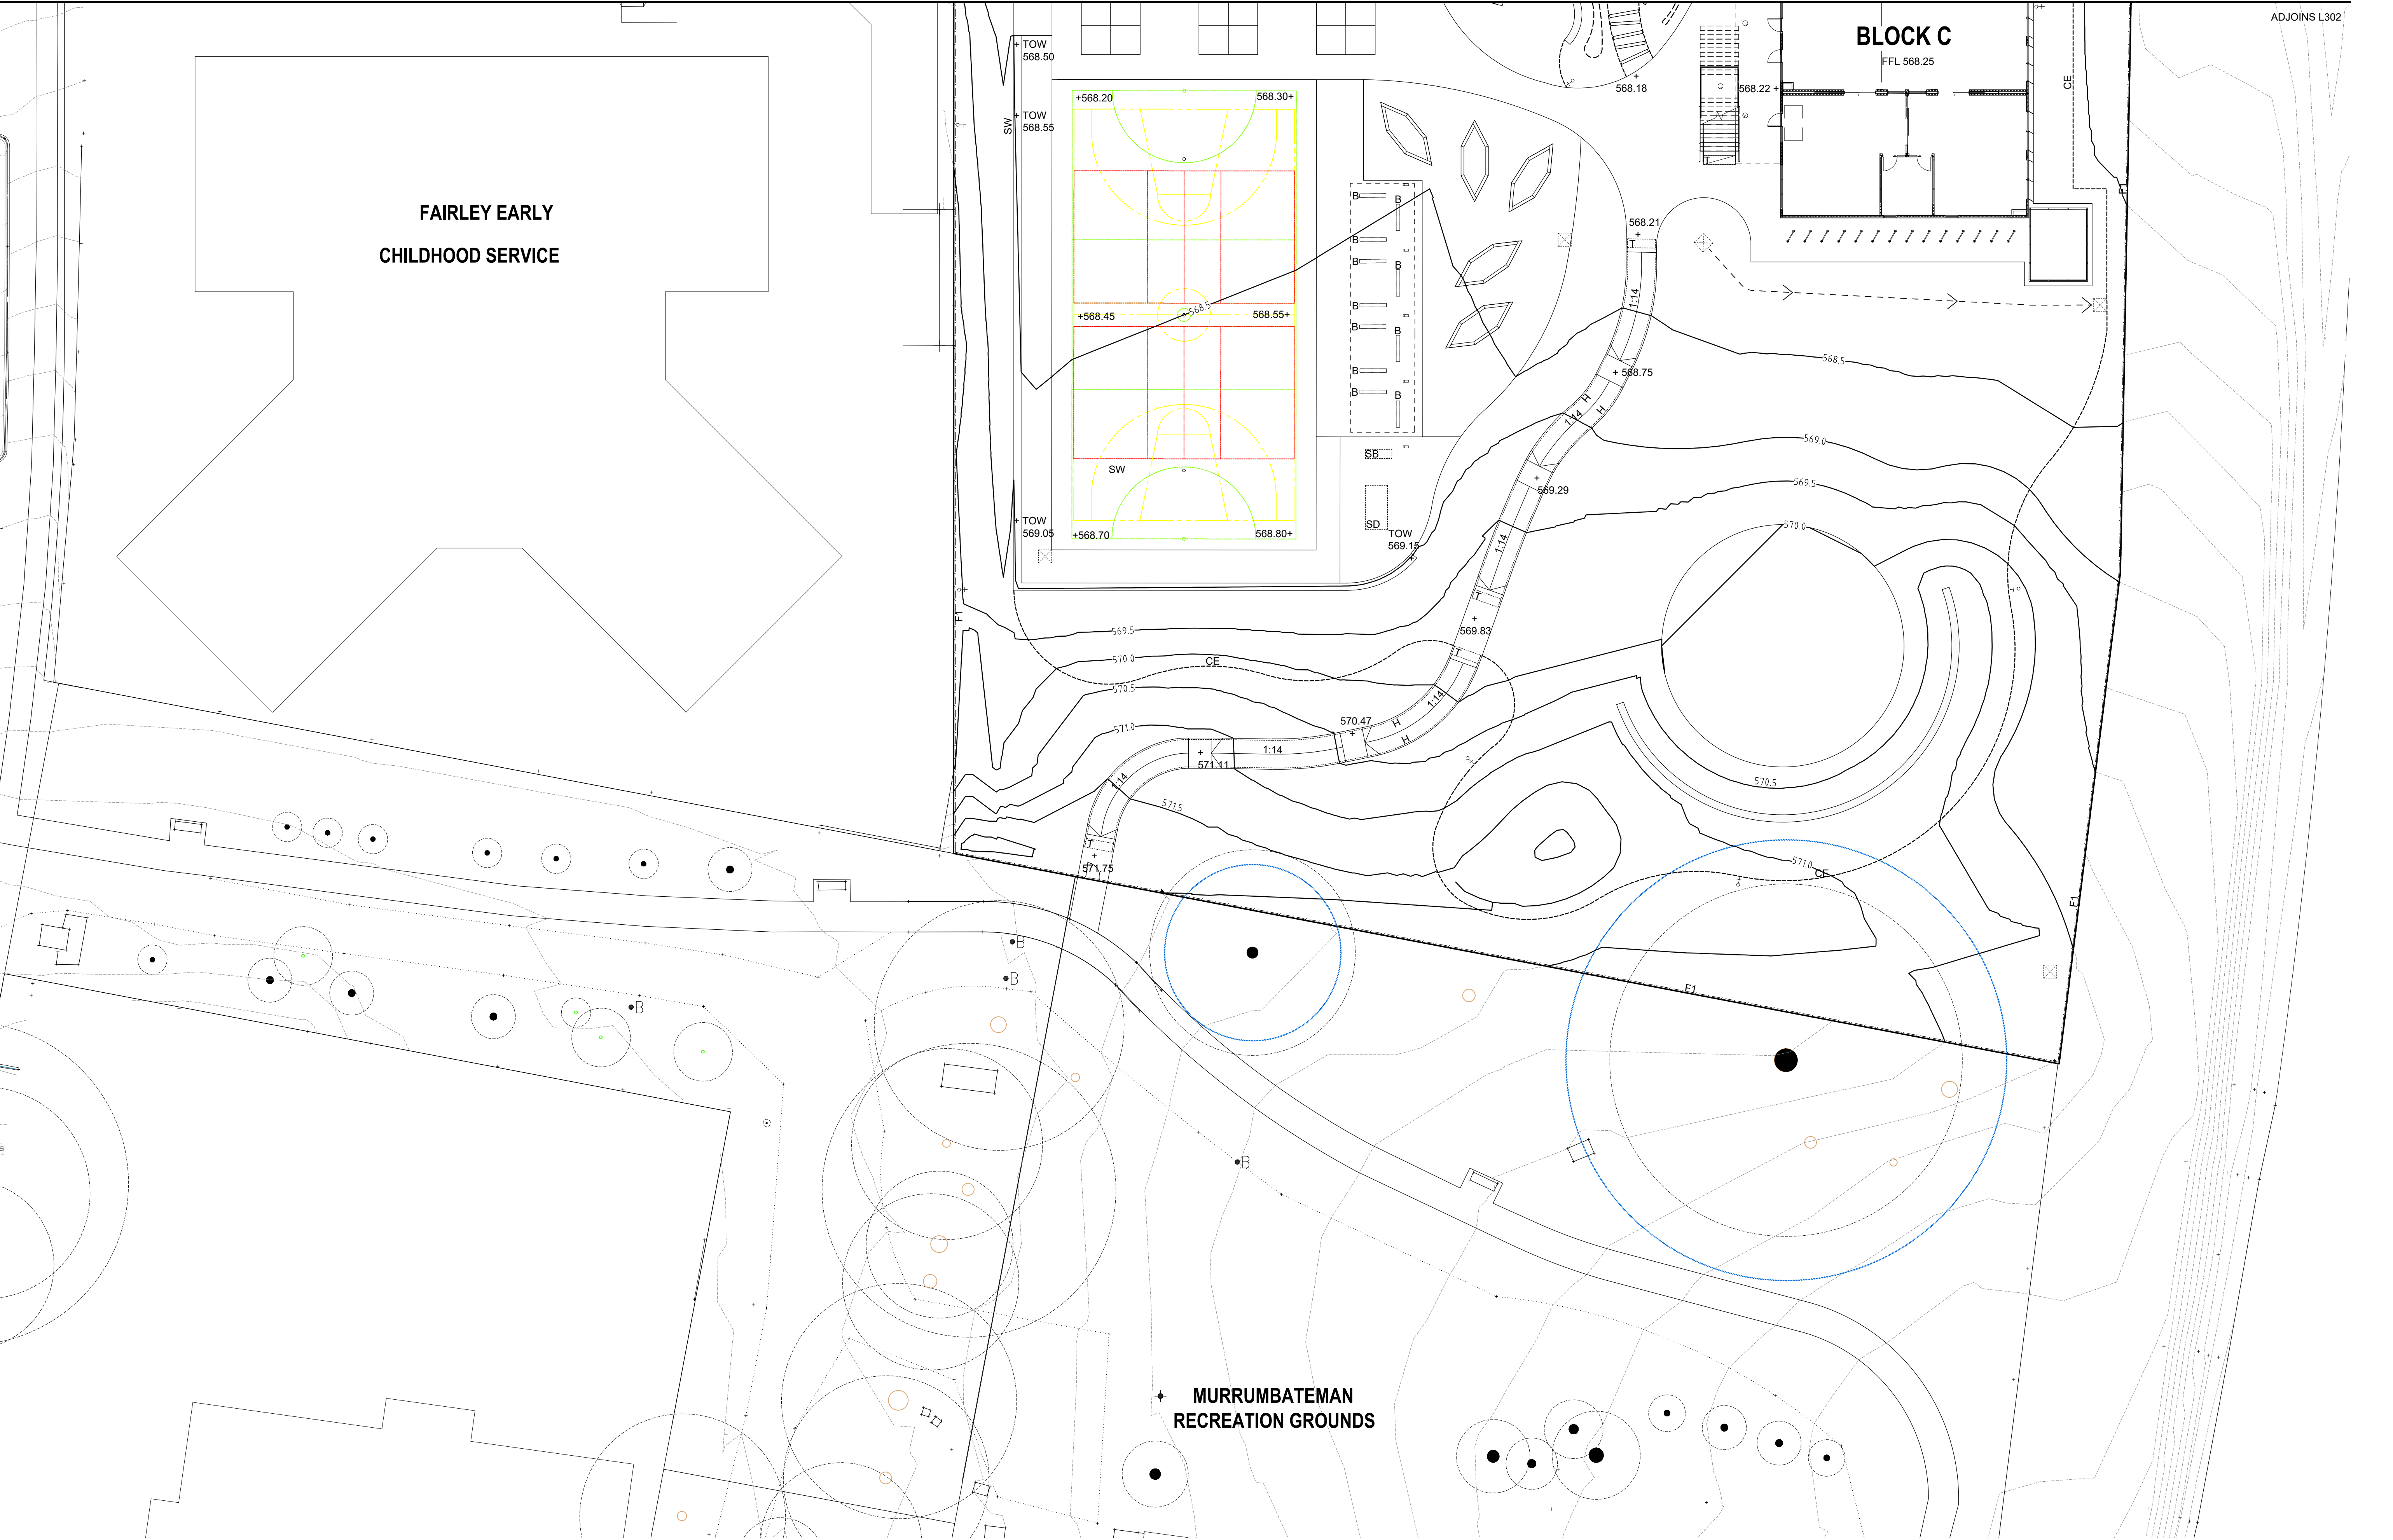 ADJOINS L302
BLOCK C
FFL 568.25
+ TOW
568.50
CE
568.18
568.22 +
+568.20
568.30+
+ TOW
568.55
SW
T
FAIRLEY EARLY
CHILDHOOD SERVICE
B
B
568.21
T
B
B
B
568.5
1:14
B
B
+568.45
568.55+
B
B
568.5
+ 568.75
B
B
B
H
H
1:14
569.0
SB
SW
569.5
569.29
+ TOW
569.05
SD
570.0
+568.70
568.80+
TOW
569.15
1:14
T
F1
569.5
569.83
T
570.0
CE
570.5
1:14
570.47
H
571.0
H
1:14
571.11
1:14
570.5
571.5
T
571.0
571.75
CE
F1
B
B
F1
B
B
MURRUMBATEMAN
RECREATION GROUNDS